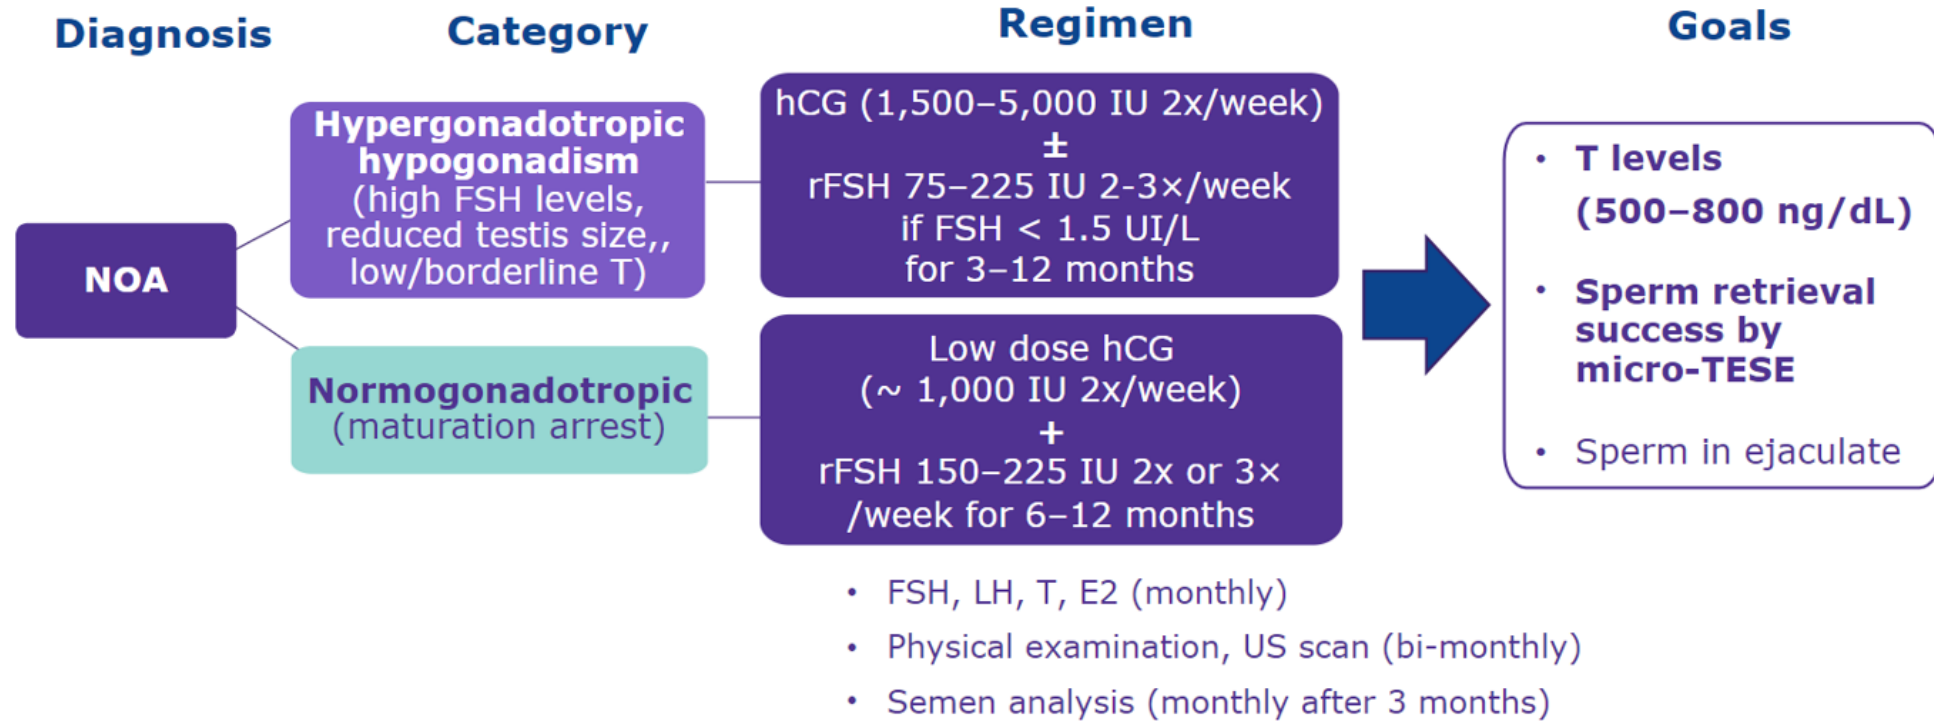 Diagnosis
Category
Regimen
Goals
NOA
Hypergonadotropic
hypogonadism
(high FSH levels,
reduced testis size,,
low/borderline T)
hCG (1,500–5,000 IU 2x/week)
±
rFSH 75–225 IU 2-3×/week
if FSH < 1.5 UI/L
for 3–12 months
Normogonadotropic
(maturation arrest)
Low dose hCG
(~ 1,000 IU 2x/week)
+
rFSH 150–225 IU 2x or 3×
/week for 6–12 months
• T levels
(500–800 ng/dL)
• Sperm retrieval
success by
micro-TESE
• Sperm in ejaculate
• FSH, LH, T, E2 (monthly)
• Physical examination, US scan (bi-monthly)
• Semen analysis (monthly after 3 months)